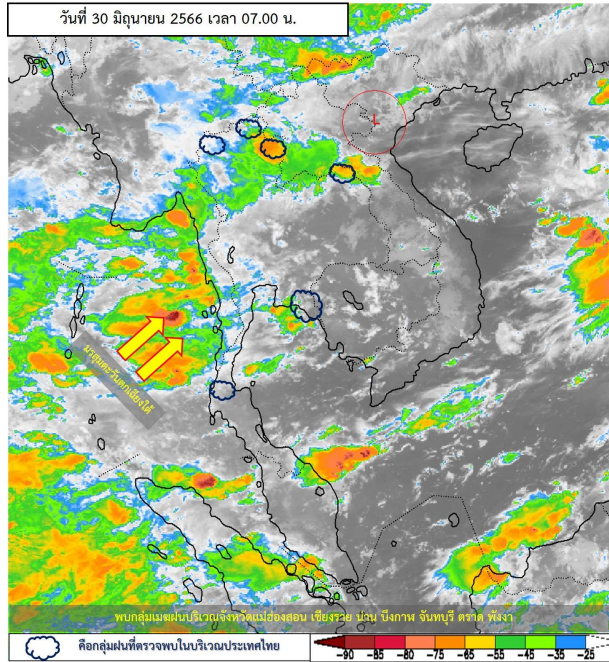 วันที่ 30 มิถุนายน 2566 เวลา 07.00 น.
L
มรสุมตะวันตกเฉียงใต้
พบกลุ่มเมฆฝนบริเวณจังหวัดแม่ฮ่องสอน เชียงราย น่าน บึงกาฬ จันทบุรี ตราด พังงา
คือกลุ่มฝนที่ตรวจพบในบริเวณประเทศไทย
-90 -85 -80 -75 -70 -55 -45 -35 -30 -25